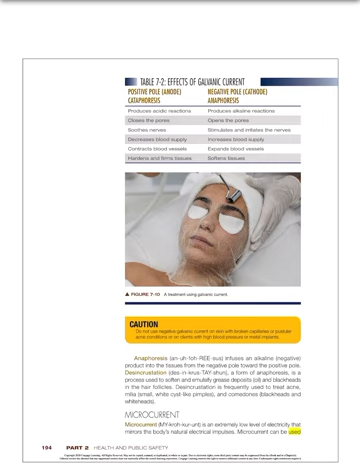 TABLE 7-2: EFFECTS OF GALVANIC CURRENT
POSITIVE POLE (ANODE) NEGATIVE POLE (CATHODE)
CATAPHORESIS ANAPHORESIS
Produces acidic reactions Produces alkaline reactions
Closes the pores Opens the pores
Soothes nerves Stimulates and irritates the nerves
Decreases blood supply Increases blood supply
Contracts blood vessels Expands blood vessels
Hardens and firms tissues Softens tissues
▲ FIGURE 7-10 A treatment using galvanic current.
CAUTION
Do not use negative galvanic current on skin with broken capillaries or pustular
acne conditions or on clients with high blood pressure or metal implants.
Anaphoresis (an-uh-foh-REE-sus) infuses an alkaline (negative)
product into the tissues from the negative pole toward the positive pole.
Desincrustation (des-in-krus-TAY-shun), a form of anaphoresis, is a
process used to soften and emulsify grease deposits (oil) and blackheads
in the hair follicles. Desincrustation is frequently used to treat acne,
milia (small, white cyst-like pimples), and comedones (blackheads and
whiteheads).
MICROCURRENT
Microcurrent (MY-kroh-kur-unt) is an extremely low level of electricity that
mirrors the body's natural electrical impulses. Microcurrent can be used
194 PART 2 HEALTH AND PUBLIC SAFETY